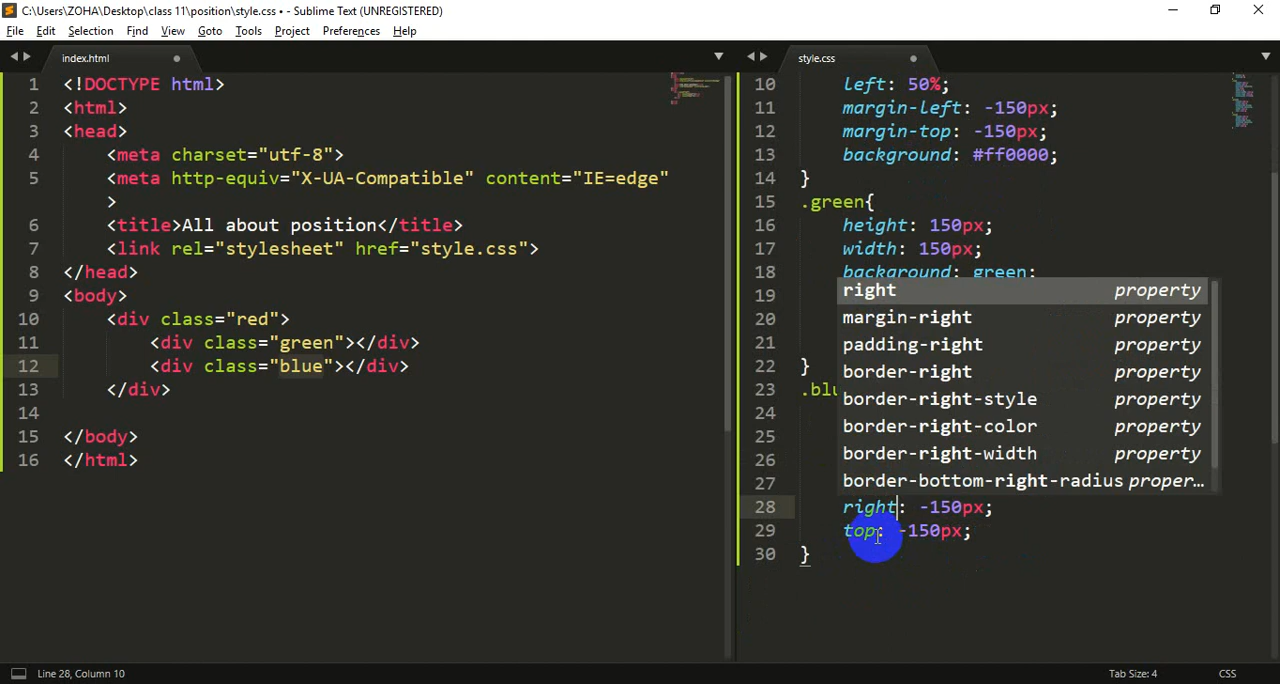 C:\Users\ZOHA\Desktop\class 11\position\style.css • - Sublime Text (UNREGISTERED)
File Edit Selection Find View Goto Tools Project Preferences Help
index.html
1 <!DOCTYPE html>
2 <html>
3 <head>
4 <meta charset="utf-8">
5 <meta http-equiv="X-UA-Compatible" content="IE=edge"
>
6 <title>All about position</title>
7 <link rel="stylesheet" href="style.css">
8 </head>
9 <body>
10 <div class="red">
11 <div class="green"></div>
12 <div class="blue"></div>
13 </div>
14
15 </body>
16 </html>
style.css
10 left: 50%;
11 margin-left: -150px;
12 margin-top: -150px;
13 background: #ff0000;
14 }
15 .green{
16 height: 150px;
17 width: 150px;
18 background: green;
19
20
21
22 }
23 .blu
24
25
26
27
28 right: -150px;
29 top: -150px;
30 }
right property
margin-right property
padding-right property
border-right property
border-right-style property
border-right-color property
border-right-width property
border-bottom-right-radius proper…
Line 28, Column 10
Tab Size: 4
CSS